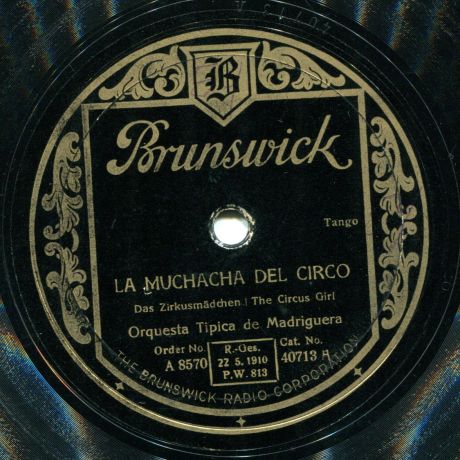 B
Brunswick
Tango
LA MUCHACHA DEL CIRCO
Das Zirkusmädchen | The Circus Girl
Orquesta Tipica de Madriguera
Order No. R.-Ges. Cat. No.
A 8570 22 5. 1910 40713 A
P.W. 813
THE BRUNSWICK RADIO CORPORATION